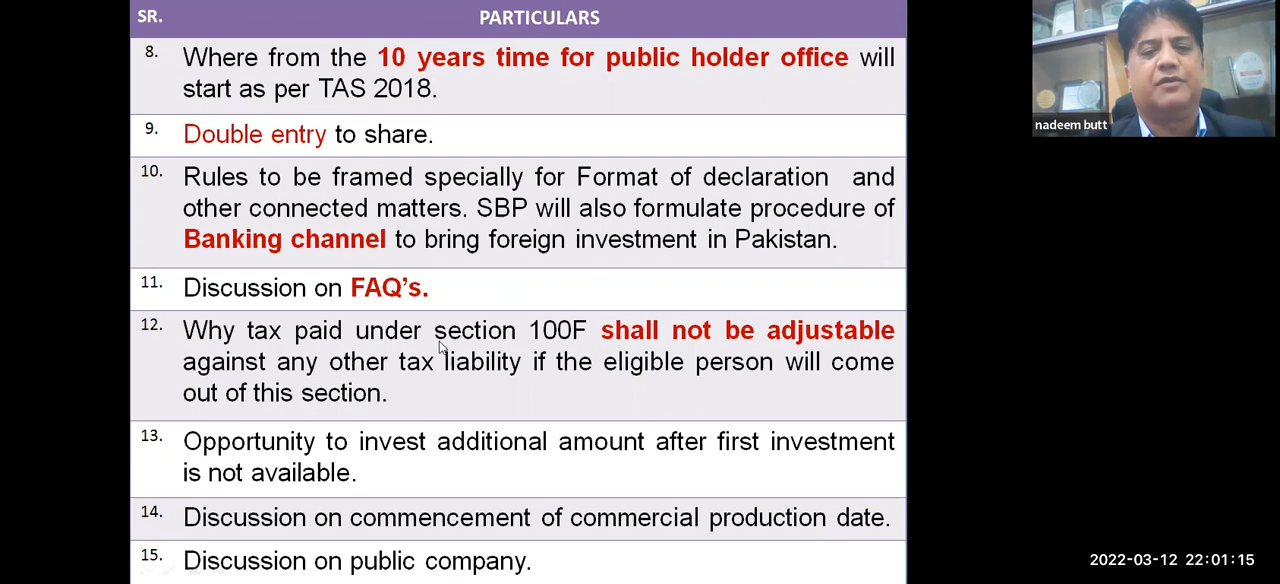 SR. PARTICULARS
8. Where from the 10 years time for public holder office will
start as per TAS 2018.
9. Double entry to share.
10. Rules to be framed specially for Format of declaration and
other connected matters. SBP will also formulate procedure of
Banking channel to bring foreign investment in Pakistan.
11. Discussion on FAQ’s.
12. Why tax paid under section 100F shall not be adjustable
against any other tax liability if the eligible person will come
out of this section.
13. Opportunity to invest additional amount after first investment
is not available.
14. Discussion on commencement of commercial production date.
15. Discussion on public company.
nadeem butt
2022-03-12 22:01:15